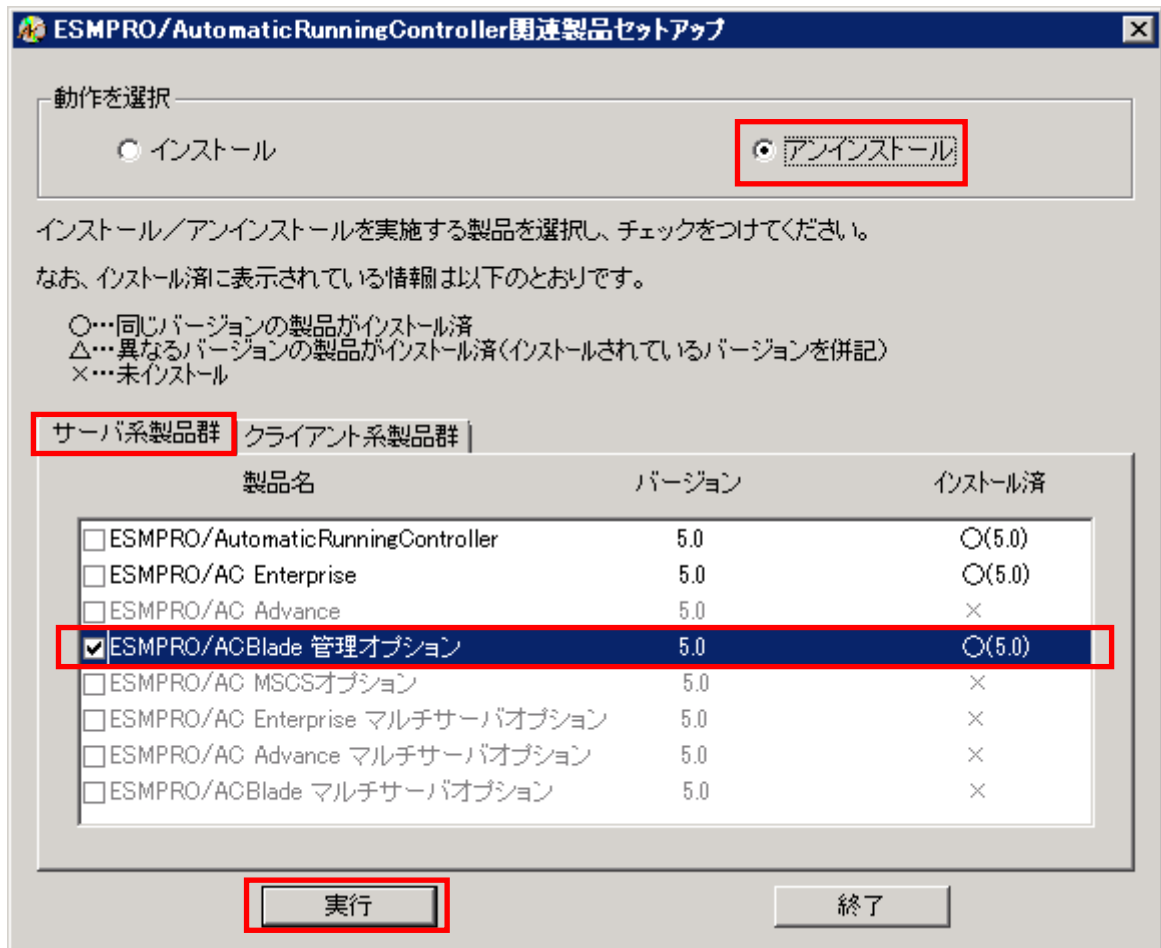 ESMPRO/AutomaticRunningController関連製品セットアップ
動作を選択
インストール アンインストール
インストール／アンインストールを実施する製品を選択し、チェックをつけてください。
なお、インストール済に表示されている情報は以下のとおりです。
○…同じバージョンの製品がインストール済
△…異なるバージョンの製品がインストール済（インストールされているバージョンを併記）
×…未インストール
サーバ系製品群 クライアント系製品群
製品名 バージョン インストール済
ESMPRO/AutomaticRunningController 5.0 ○(5.0)
ESMPRO/AC Enterprise 5.0 ○(5.0)
ESMPRO/AC Advance 5.0 ×
ESMPRO/ACBlade 管理オプション 5.0 ○(5.0)
ESMPRO/AC MSCSオプション 5.0 ×
ESMPRO/AC Enterprise マルチサーバオプション 5.0 ×
ESMPRO/AC Advance マルチサーバオプション 5.0 ×
ESMPRO/ACBlade マルチサーバオプション 5.0 ×
実行 終了